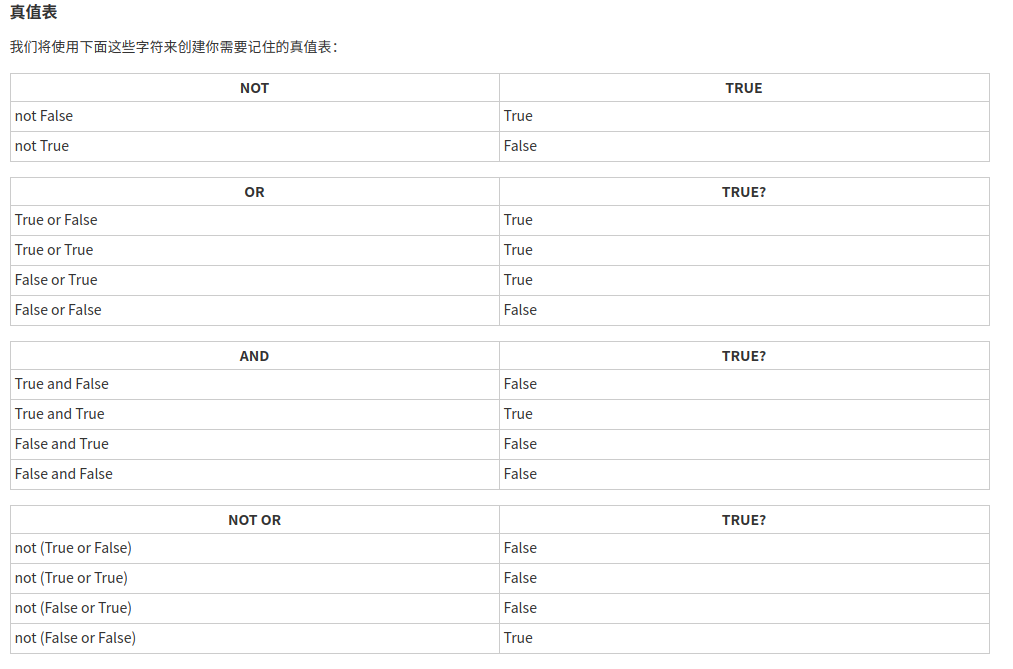 真值表
我们将使用下面这些字符来创建你需要记住的真值表：
NOT TRUE
not False True
not True False
OR TRUE?
True or False True
True or True True
False or True True
False or False False
AND TRUE?
True and False False
True and True True
False and True False
False and False False
NOT OR TRUE?
not (True or False) False
not (True or True) False
not (False or True) False
not (False or False) True